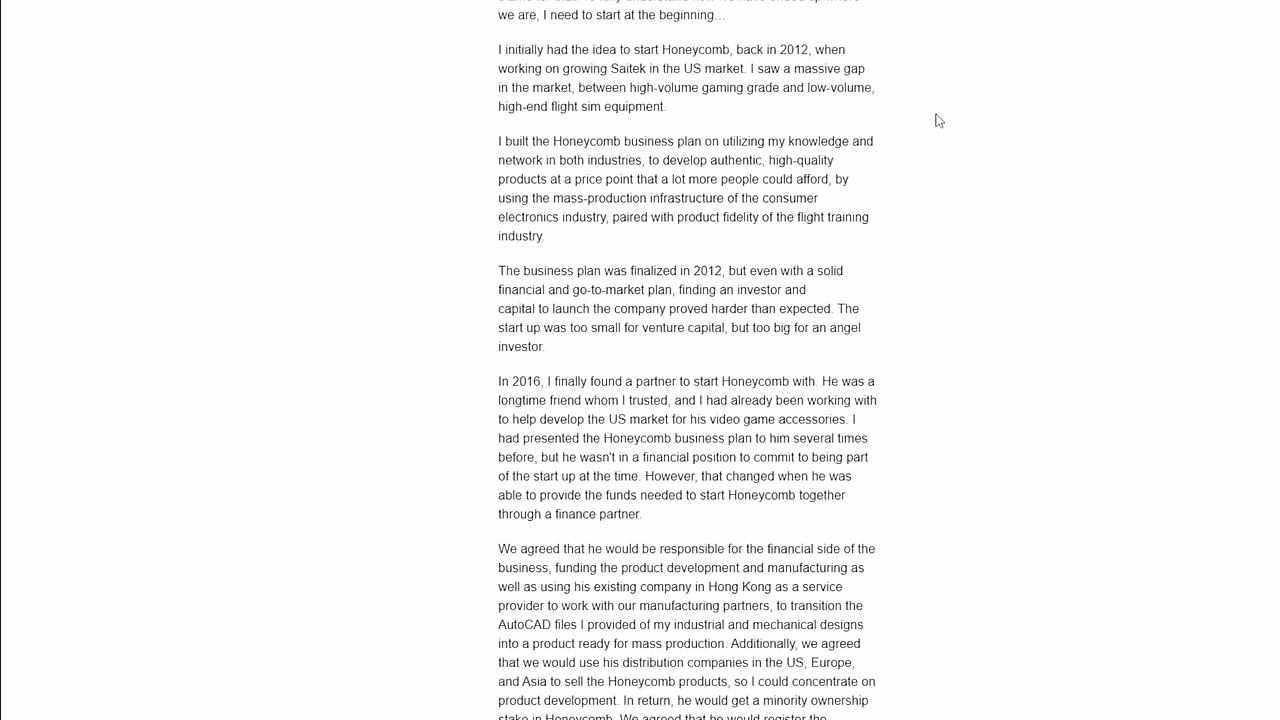 we are, I need to start at the beginning…
I initially had the idea to start Honeycomb, back in 2012, when
working on growing Saitek in the US market. I saw a massive gap
in the market, between high-volume gaming grade and low-volume,
high-end flight sim equipment.
I built the Honeycomb business plan on utilizing my knowledge and
network in both industries, to develop authentic, high-quality
products at a price point that a lot more people could afford, by
using the mass-production infrastructure of the consumer
electronics industry, paired with product fidelity of the flight training
industry.
The business plan was finalized in 2012, but even with a solid
financial and go-to-market plan, finding an investor and
capital to launch the company proved harder than expected. The
start up was too small for venture capital, but too big for an angel
investor.
In 2016, I finally found a partner to start Honeycomb with. He was a
longtime friend whom I trusted, and I had already been working with
to help develop the US market for his video game accessories. I
had presented the Honeycomb business plan to him several times
before, but he wasn't in a financial position to commit to being part
of the start up at the time. However, that changed when he was
able to provide the funds needed to start Honeycomb together
through a finance partner.
We agreed that he would be responsible for the financial side of the
business, funding the product development and manufacturing as
well as using his existing company in Hong Kong as a service
provider to work with our manufacturing partners, to transition the
AutoCAD files I provided of my industrial and mechanical designs
into a product ready for mass production. Additionally, we agreed
that we would use his distribution companies in the US, Europe,
and Asia to sell the Honeycomb products, so I could concentrate on
product development. In return, he would get a minority ownership
stake in Honeycomb. We agreed that he would register the